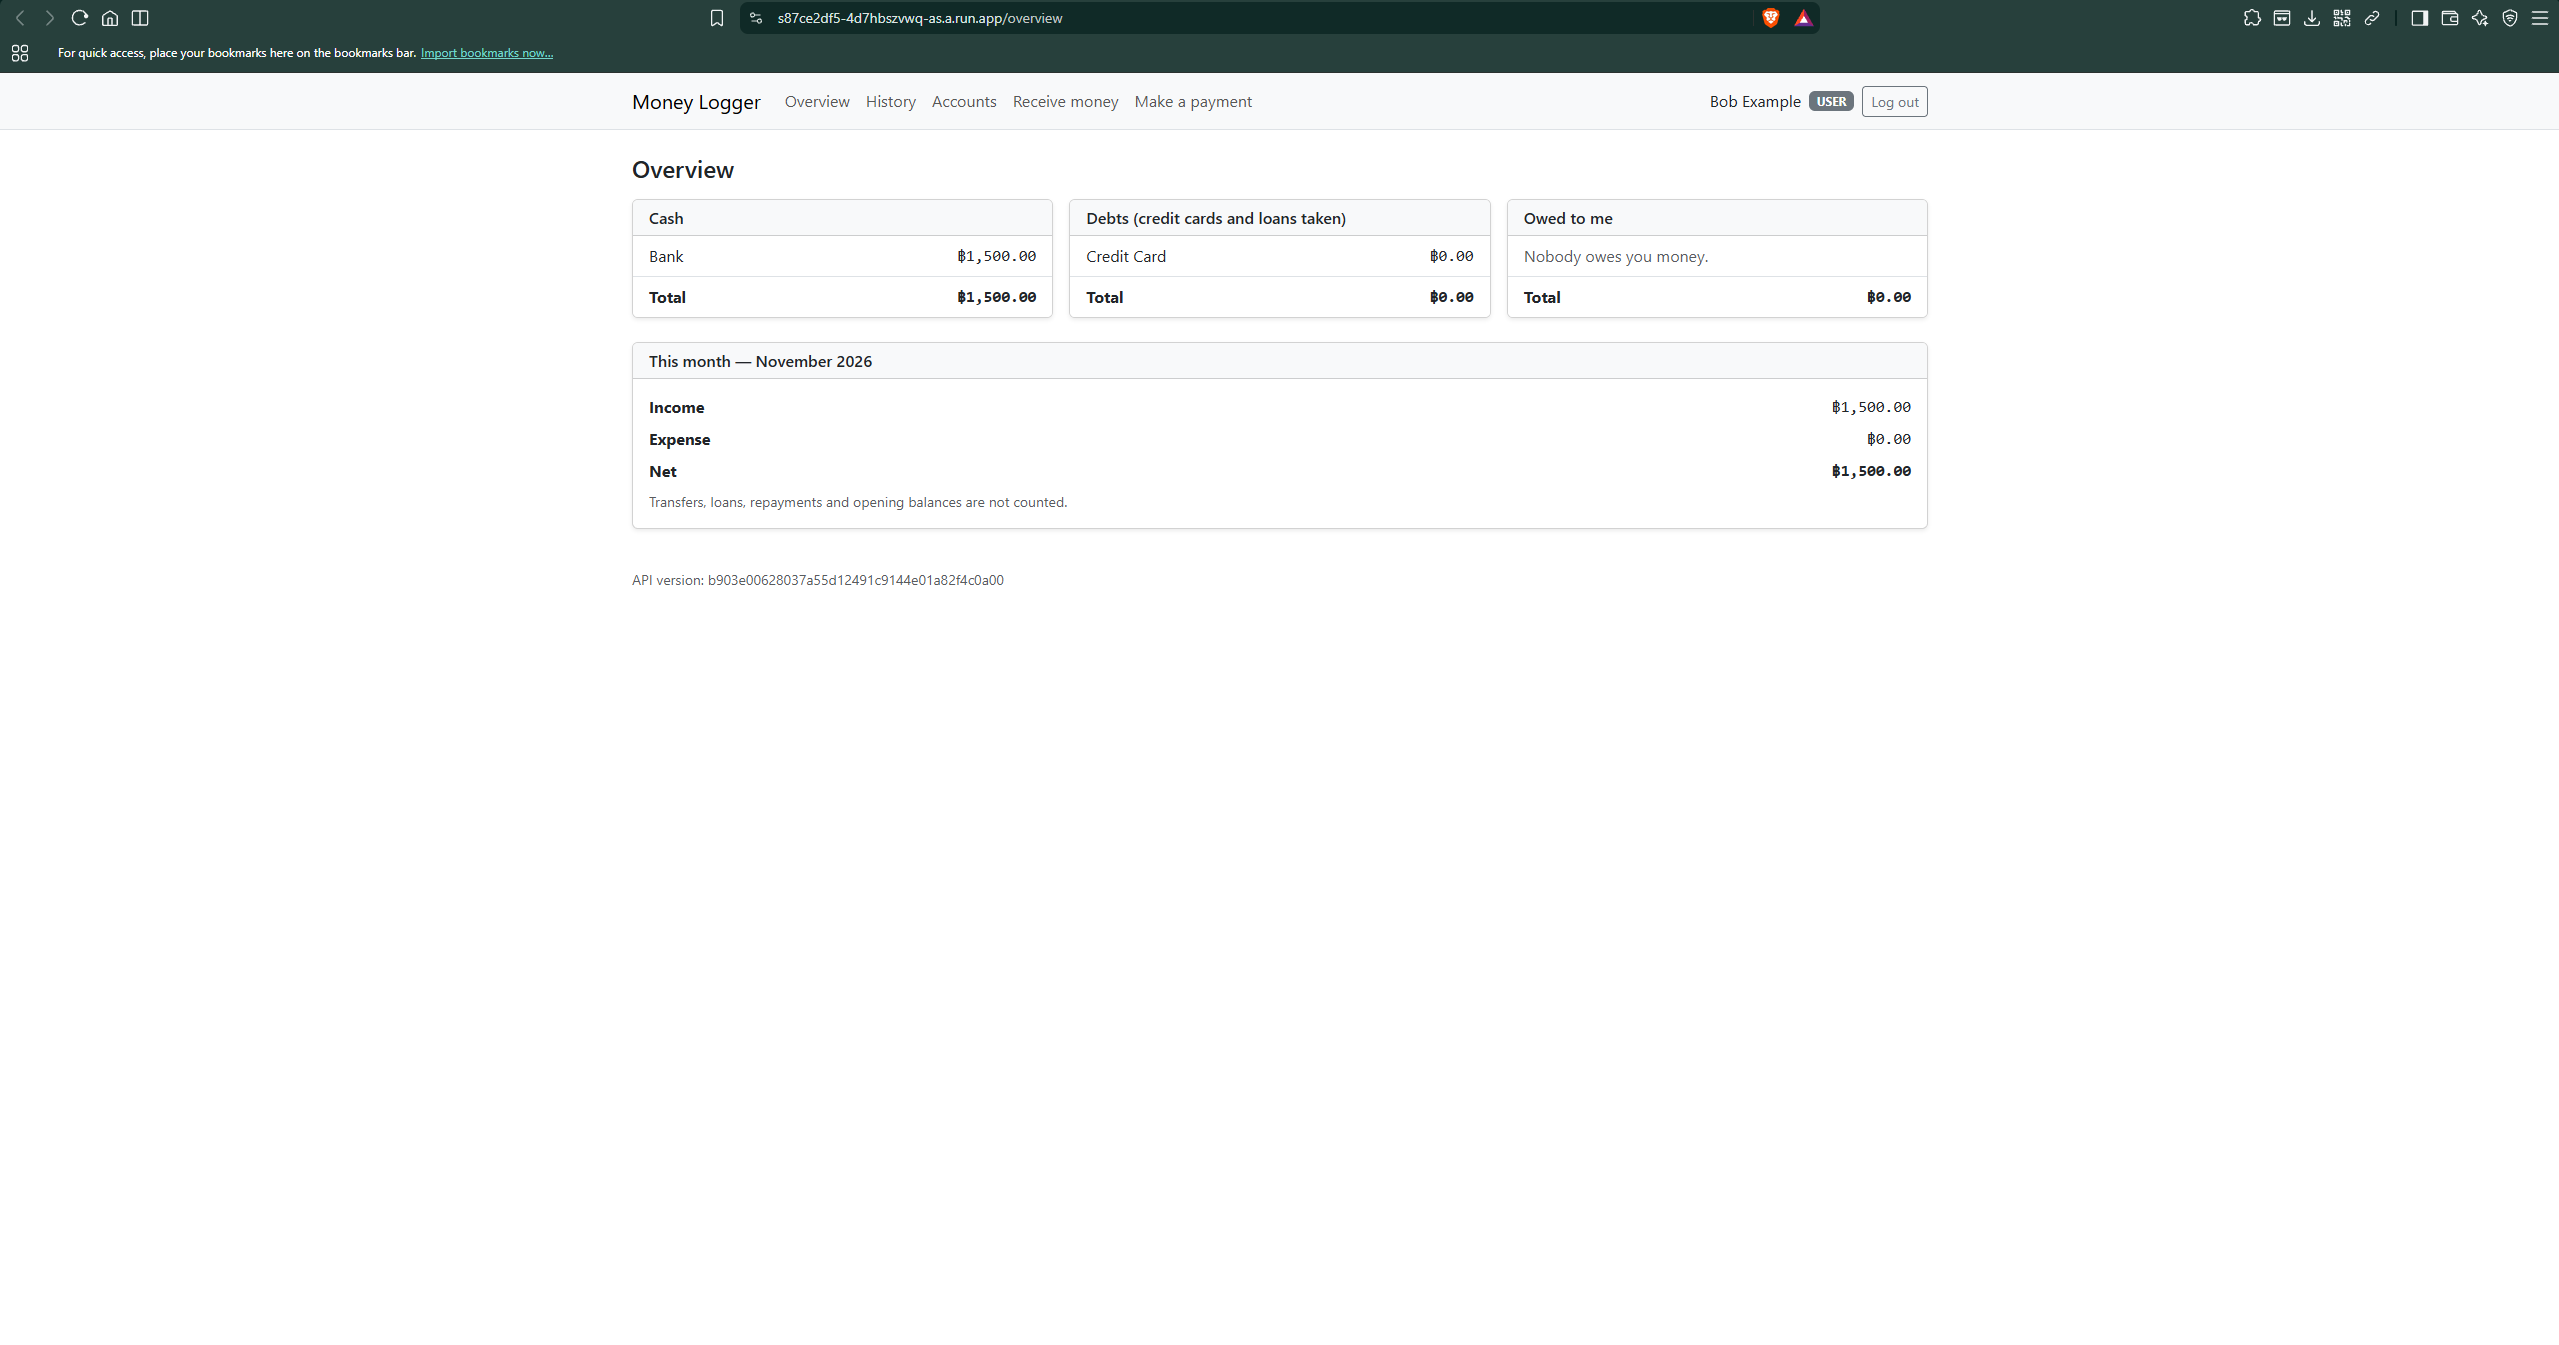 s87ce2df5-4d7hbszvwq-as.a.run.app/overview
For quick access, place your bookmarks here on the bookmarks bar. Import bookmarks now...
Money Logger Overview History Accounts Receive money Make a payment Bob Example USER Log out
Overview
Cash
Bank ฿1,500.00
Total ฿1,500.00
Debts (credit cards and loans taken)
Credit Card ฿0.00
Total ฿0.00
Owed to me
Nobody owes you money.
Total ฿0.00
This month — November 2026
Income ฿1,500.00
Expense ฿0.00
Net ฿1,500.00
Transfers, loans, repayments and opening balances are not counted.
API version: b903e00628037a55d12491c9144e01a82f4c0a00